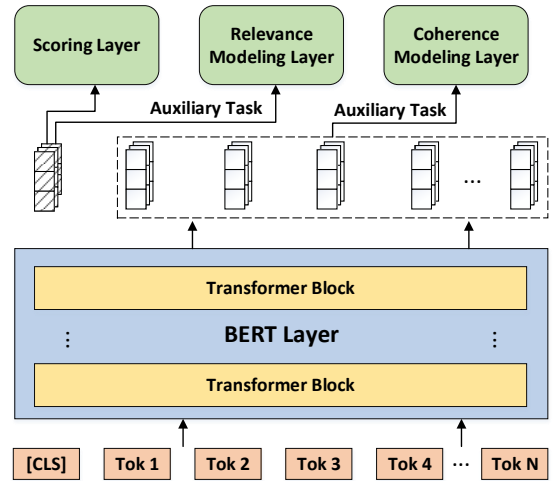 Scoring Layer
Relevance
Modeling Layer
Coherence
Modeling Layer
Auxiliary Task
Auxiliary Task
...
Transformer Block
⋮ BERT Layer ⋮
Transformer Block
[CLS] Tok 1 Tok 2 Tok 3 Tok 4 ... Tok N